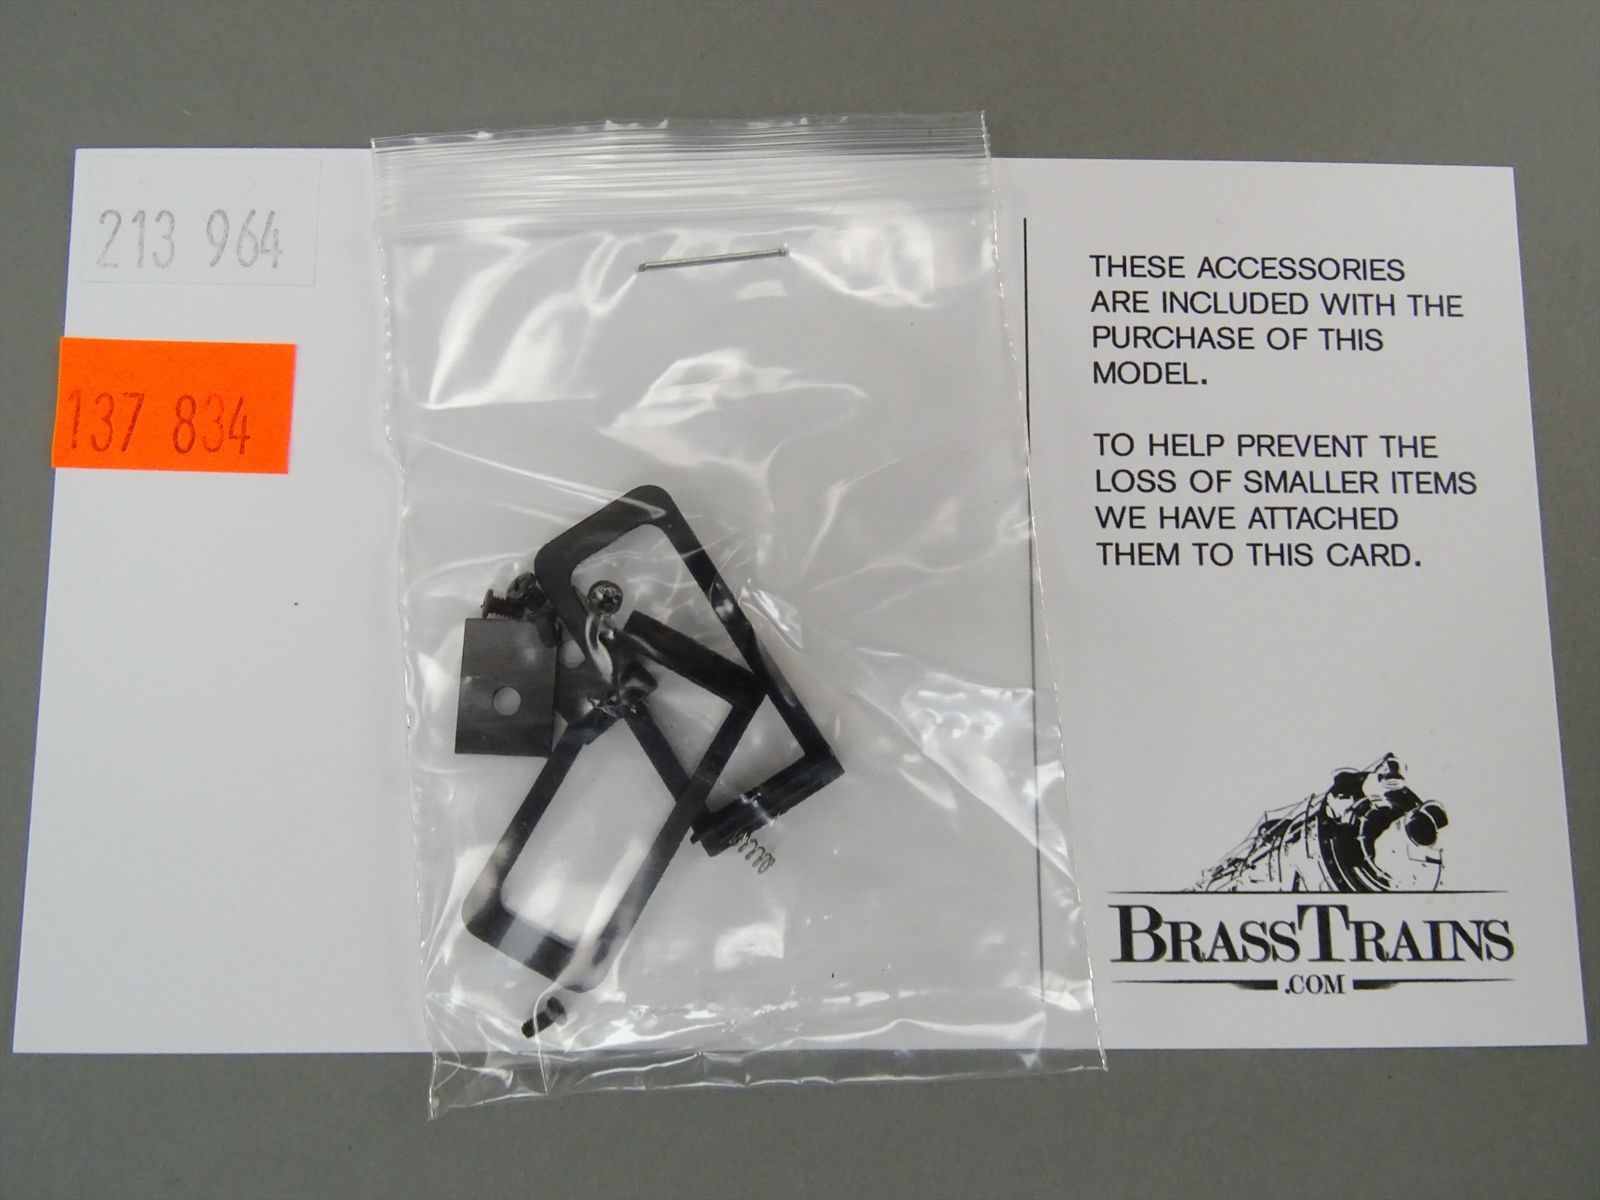 213 964
137 834
THESE ACCESSORIES
ARE INCLUDED WITH THE
PURCHASE OF THIS
MODEL.
TO HELP PREVENT THE
LOSS OF SMALLER ITEMS
WE HAVE ATTACHED
THEM TO THIS CARD.
BRASSTRAINS
.COM